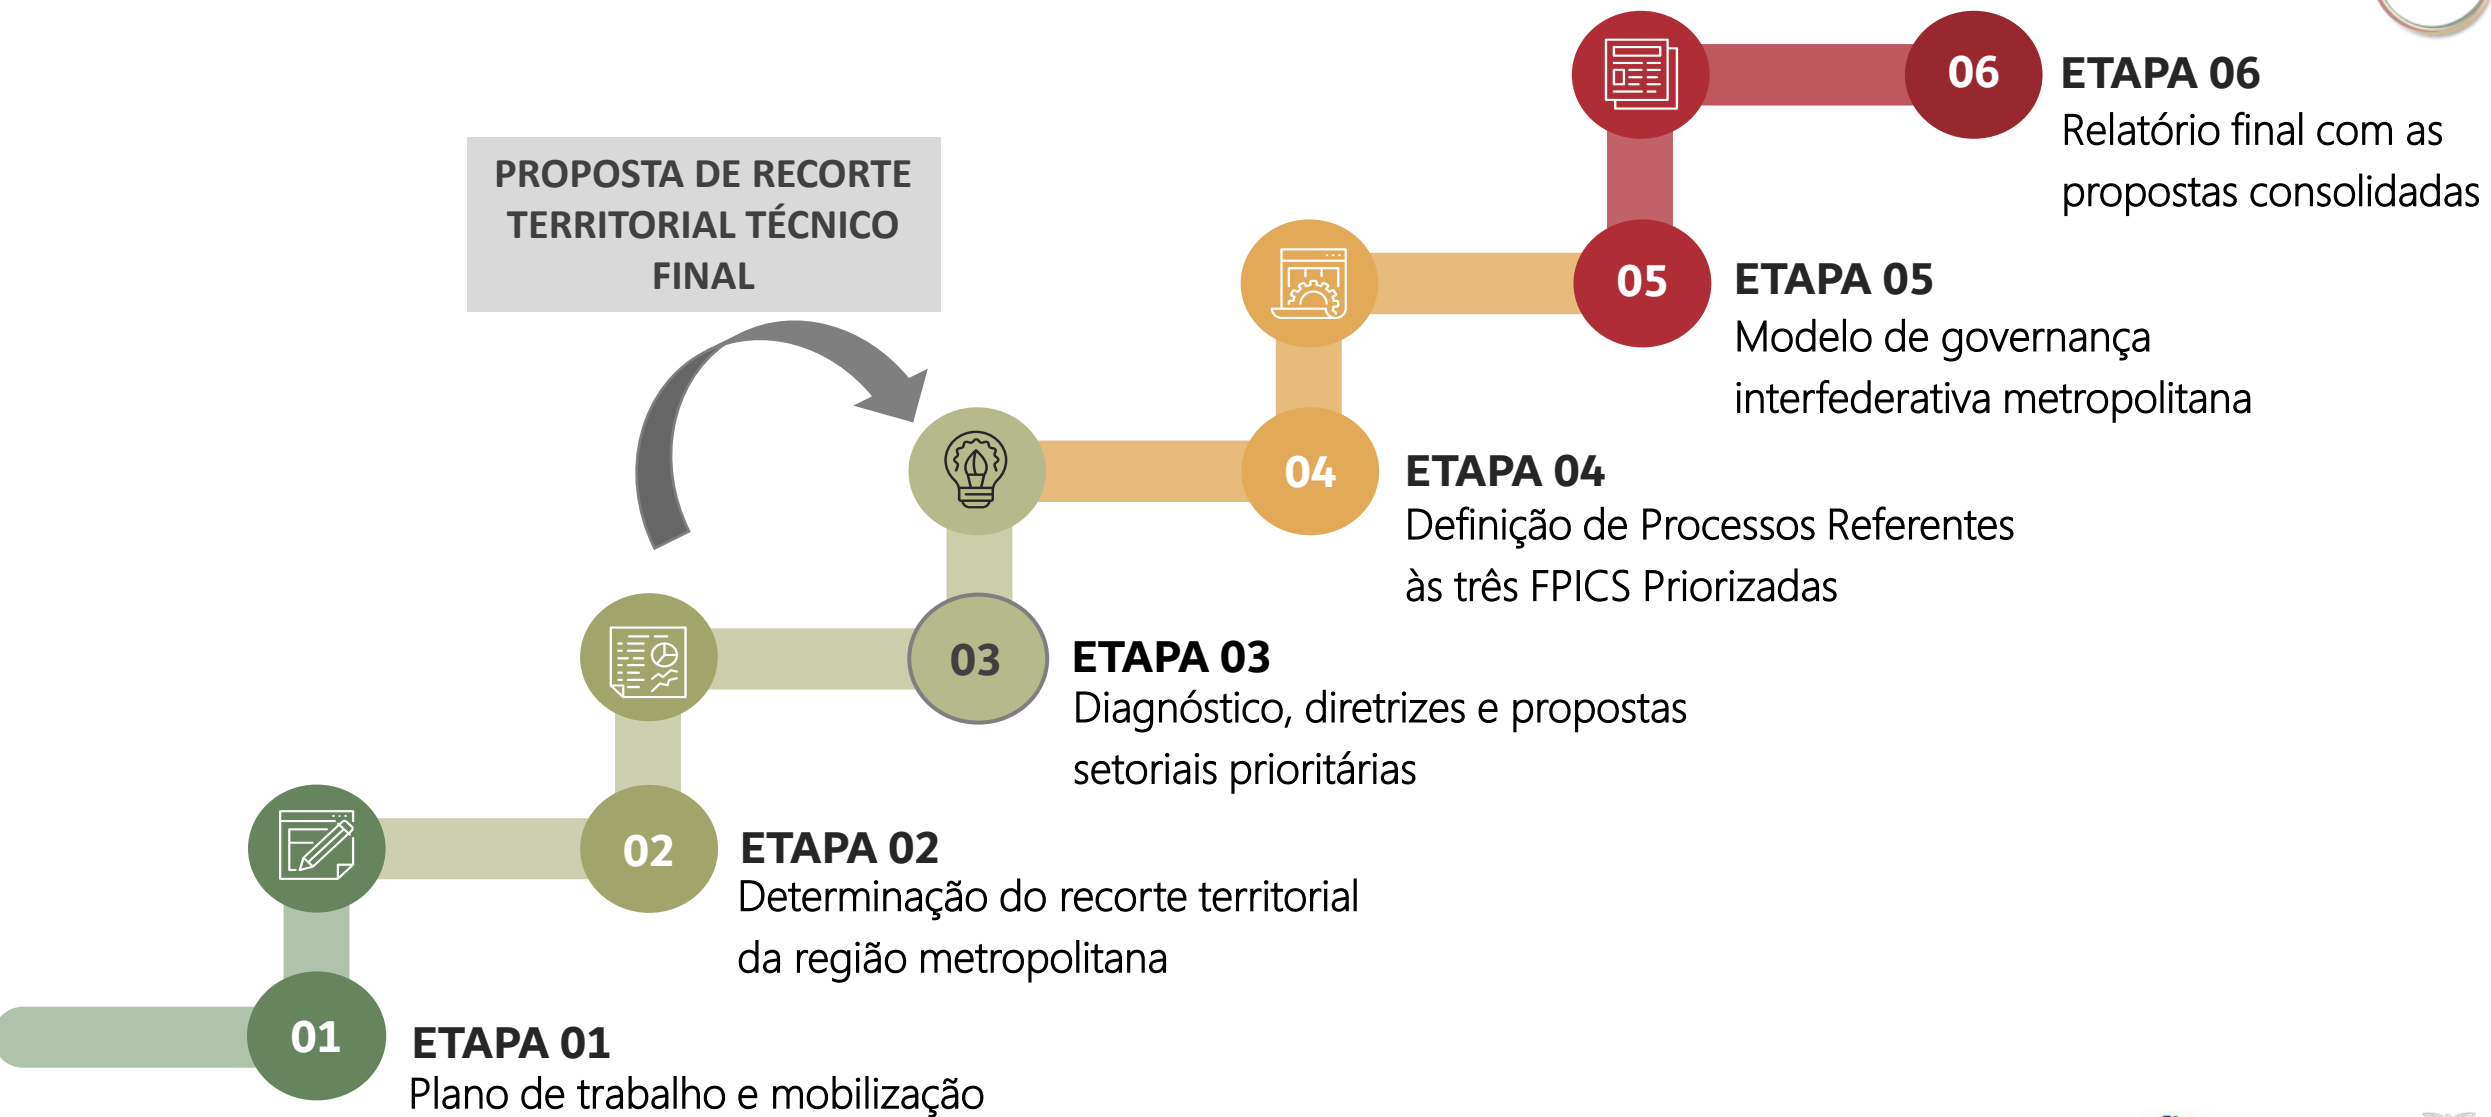 06
ETAPA 06
Relatório final com as
propostas consolidadas
PROPOSTA DE RECORTE
TERRITORIAL TÉCNICO
FINAL
05
ETAPA 05
Modelo de governança
interfederativa metropolitana
04
ETAPA 04
Definição de Processos Referentes
às três FPICS Priorizadas
03
ETAPA 03
Diagnóstico, diretrizes e propostas
setoriais prioritárias
02
ETAPA 02
Determinação do recorte territorial
da região metropolitana
01
ETAPA 01
Plano de trabalho e mobilização